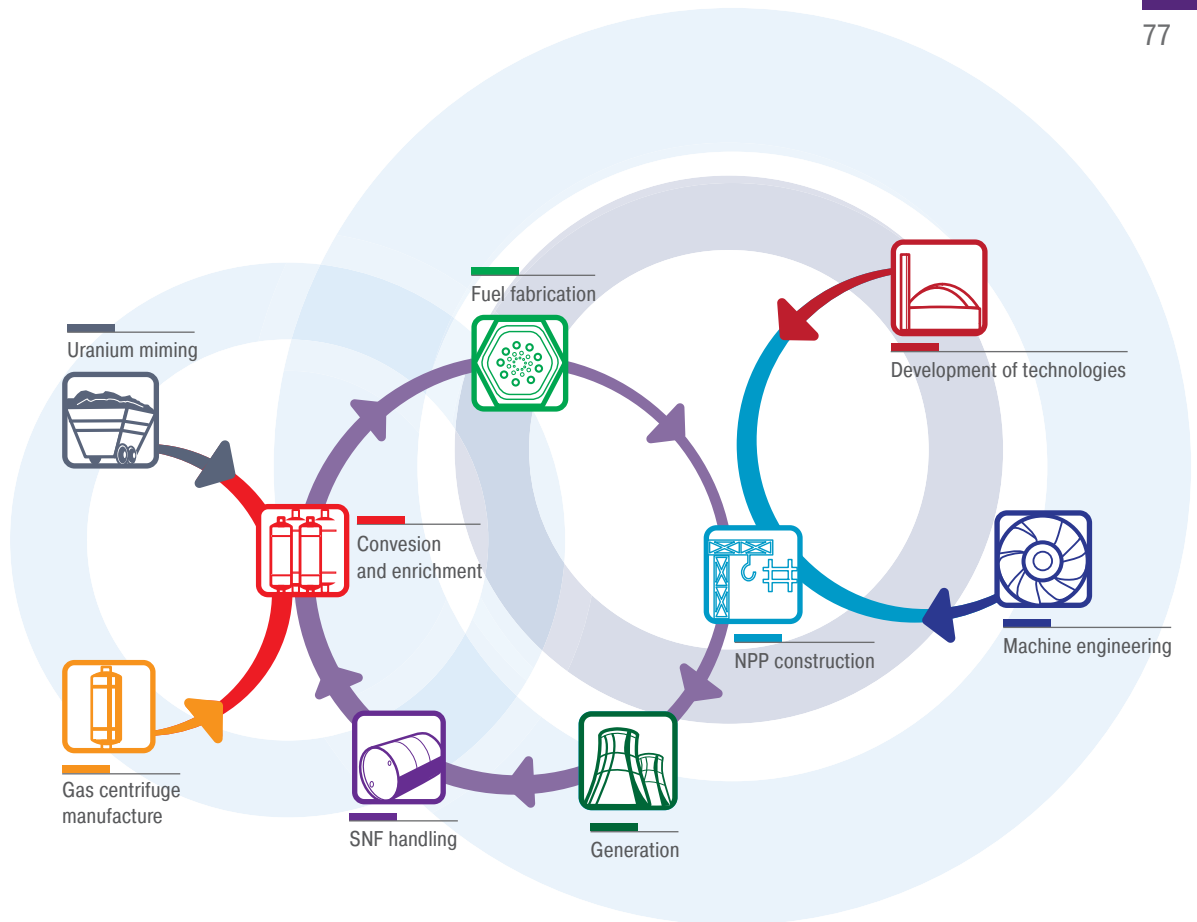 77
Fuel fabrication
Uranium miming
Development of technologies
Convesion
and enrichment
NPP construction
Machine engineering
Gas centrifuge
manufacture
SNF handling
Generation